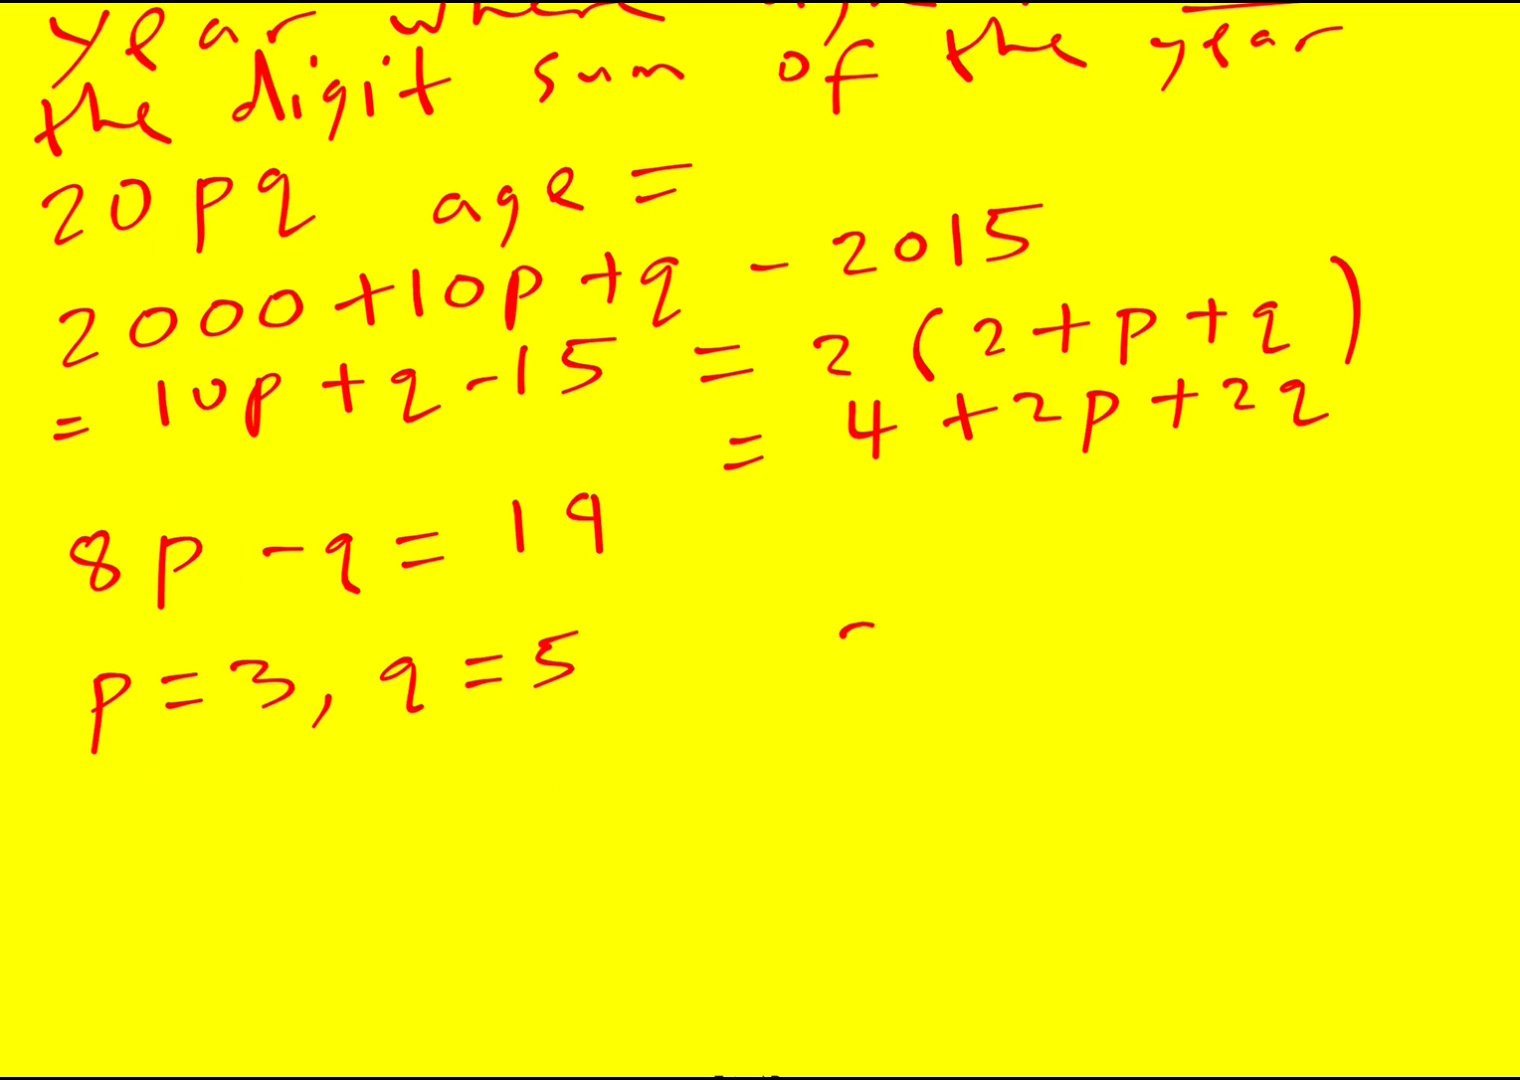 year when
the digit sum of the year
20pq age =
2000 + 10p + q - 2015
= 10p + q - 15 = 2 (2 + p + q)
= 4 + 2p + 2q
8p - q = 19
p = 3, q = 5